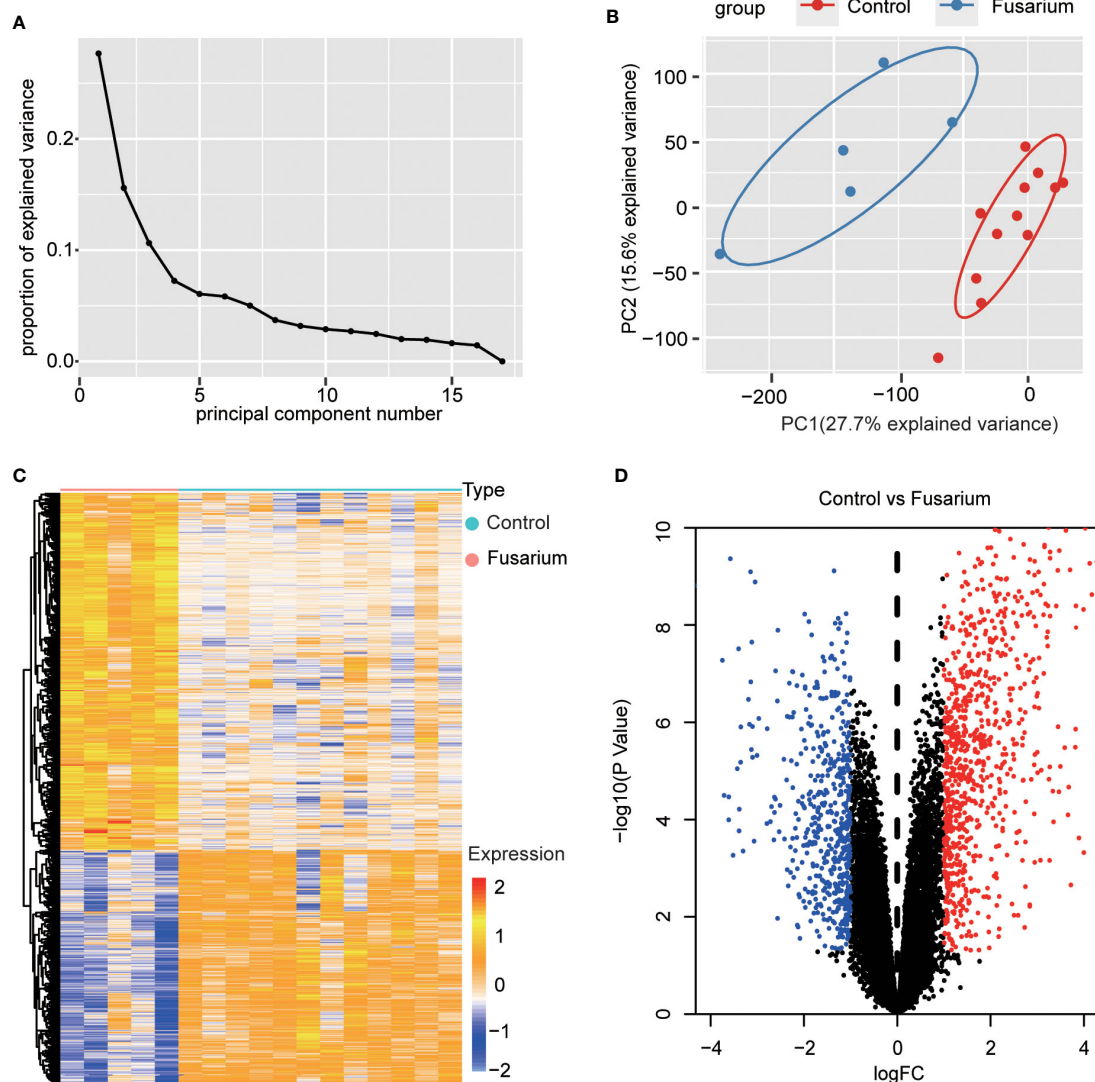 A
proportion of explained variance
0.2
0.1
0.0
0
5
10
15
principal component number
B
group
Control
Fusarium
PC2 (15.6% explained variance)
100
50
0
−50
−100
−200
−100
0
PC1(27.7% explained variance)
C
Type
Control
Fusarium
Expression
2
1
0
−1
−2
D
Control vs Fusarium
−log10(P Value)
10
8
6
4
2
0
−4
−2
0
2
4
logFC